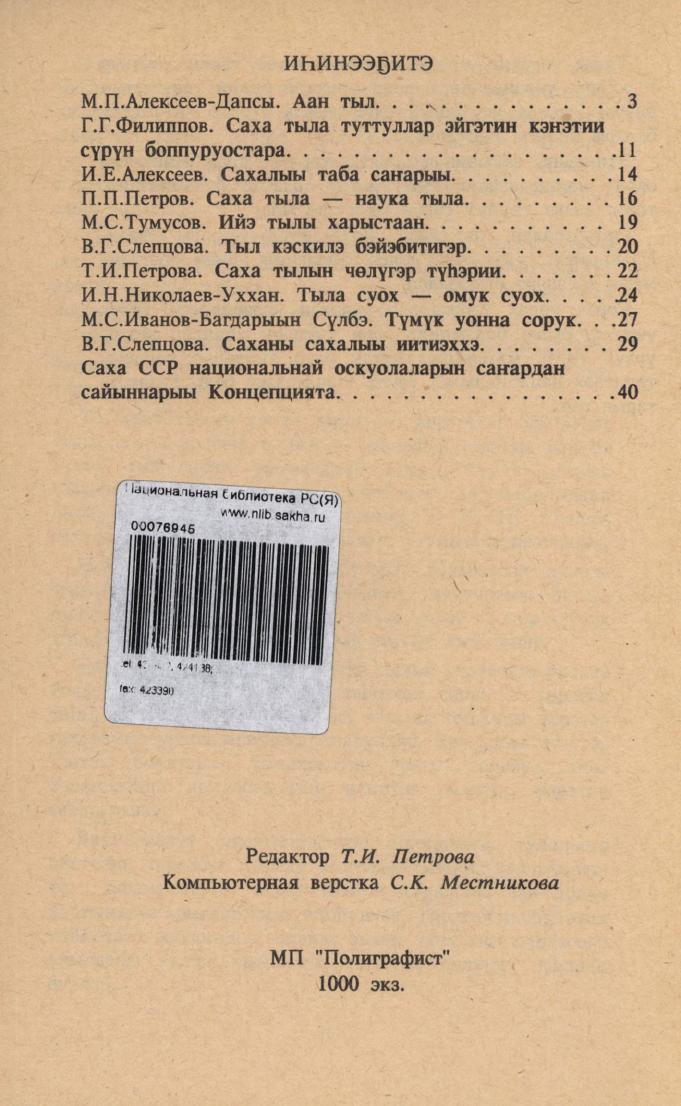 ИҺИНЭЭҔИТЭ
М.П.Алексеев-Дапсы. Аан тыл. . . . . . . . . . . . . . . . 3
Г.Г.Филиппов. Саха тыла туттуллар эйгэтин кэҥэтии
сүрүн боппуруостара. . . . . . . . . . . . . . . . . . . . . .11
И.Е.Алексеев. Сахалыы таба саҥарыы. . . . . . . . . . 14
П.П.Петров. Саха тыла — наука тыла. . . . . . . . . 16
М.С.Тумусов. Ийэ тылы харыстаан. . . . . . . . . . . . 19
В.Г.Слепцова. Тыл кэскилэ бэйэбитигэр. . . . . . . . . 20
Т.И.Петрова. Саха тылын чөлүгэр түһэрии. . . . . . . 22
И.Н.Николаев-Уххан. Тыла суох — омук суох. . . . .24
М.С.Иванов-Багдарыын Сүлбэ. Түмүк уонна сорук. . .27
В.Г.Слепцова. Саханы сахалыы иитиэххэ. . . . . . . . 29
Саха ССР национальнай оскуолаларын саҥардан
сайыннарыы Концепцията. . . . . . . . . . . . . . . . . .40
Национальная библиотека РС(Я)
www.nlib.sakha.ru
00076945
424138;
fax: 423390
Редактор Т.И. Петрова
Компьютерная верстка С.К. Местникова
МП "Полиграфист"
1000 экз.